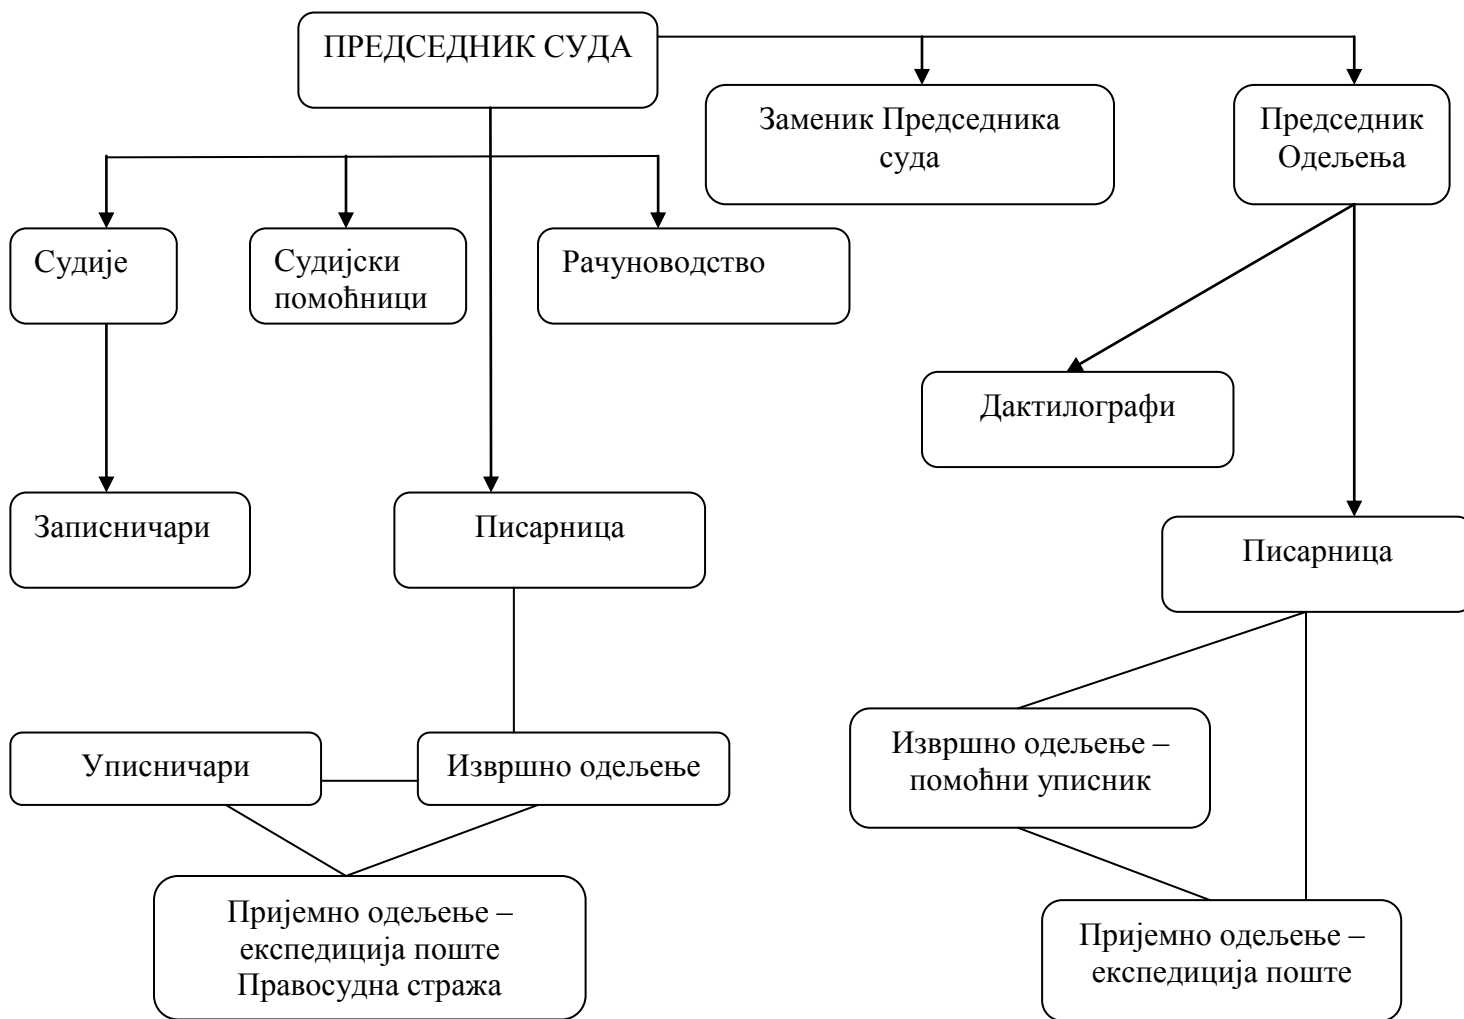 ПРЕДСЕДНИК СУДА
Заменик Председника
суда
Председник
Одељења
Судије
Судијски
помоћници
Рачуноводство
Дактилографи
Записничари
Писарница
Писарница
Уписничари
Извршно одељење
Извршно одељење –
помоћни уписник
Пријемно одељење –
експедиција поште
Правосудна стража
Пријемно одељење –
експедиција поште